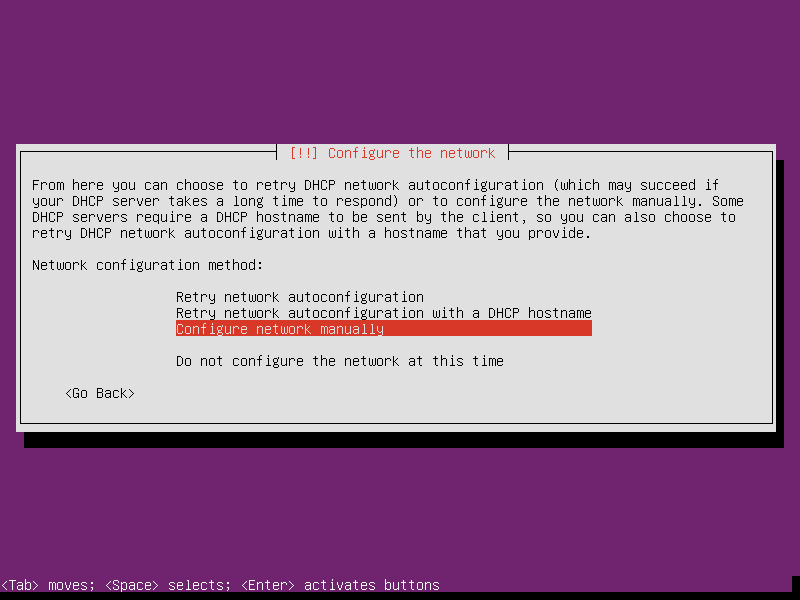 [!!] Configure the network
From here you can choose to retry DHCP network autoconfiguration (which may succeed if
your DHCP server takes a long time to respond) or to configure the network manually. Some
DHCP servers require a DHCP hostname to be sent by the client, so you can also choose to
retry DHCP network autoconfiguration with a hostname that you provide.
Network configuration method:
Retry network autoconfiguration
Retry network autoconfiguration with a DHCP hostname
Configure network manually
Do not configure the network at this time
<Go Back>
<Tab> moves; <Space> selects; <Enter> activates buttons